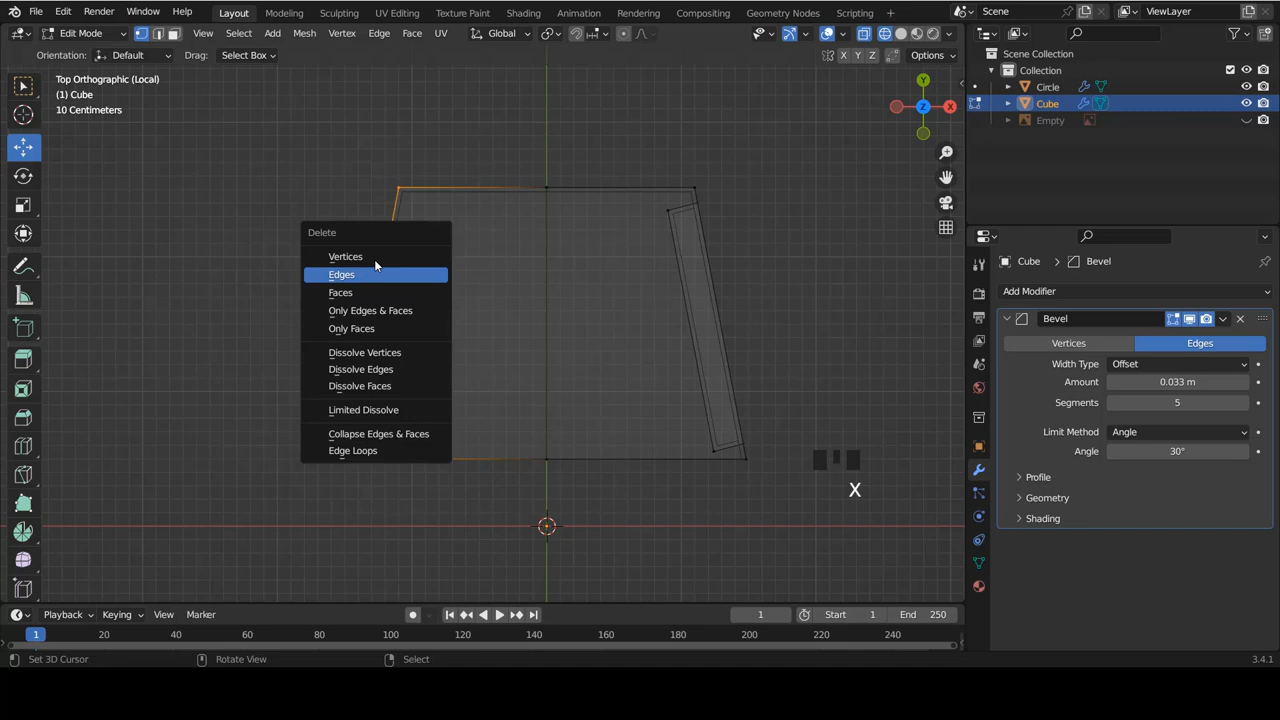 File Edit Render Window Help Layout Modeling Sculpting UV Editing Texture Paint Shading Animation Rendering Compositing Geometry Nodes Scripting Scene ViewLayer
Edit Mode View Select Add Mesh Vertex Edge Face UV Global
Orientation: Default Drag: Select Box X Y Z Options
Top Orthographic (Local)
(1) Cube
10 Centimeters
Y
Z
X
Delete
Vertices
Edges
Faces
Only Edges & Faces
Only Faces
Dissolve Vertices
Dissolve Edges
Dissolve Faces
Limited Dissolve
Collapse Edges & Faces
Edge Loops
X
Scene Collection
Collection
Circle
Cube
Empty
Cube Bevel
Add Modifier
Bevel
Vertices Edges
Width Type Offset
Amount 0.033 m
Segments 5
Limit Method Angle
Angle 30°
Profile
Geometry
Shading
Playback Keying View Marker 1 Start 1 End 250
1 20 40 60 80 100 120 140 160 180 200 220 240
Set 3D Cursor Rotate View Select 3.4.1